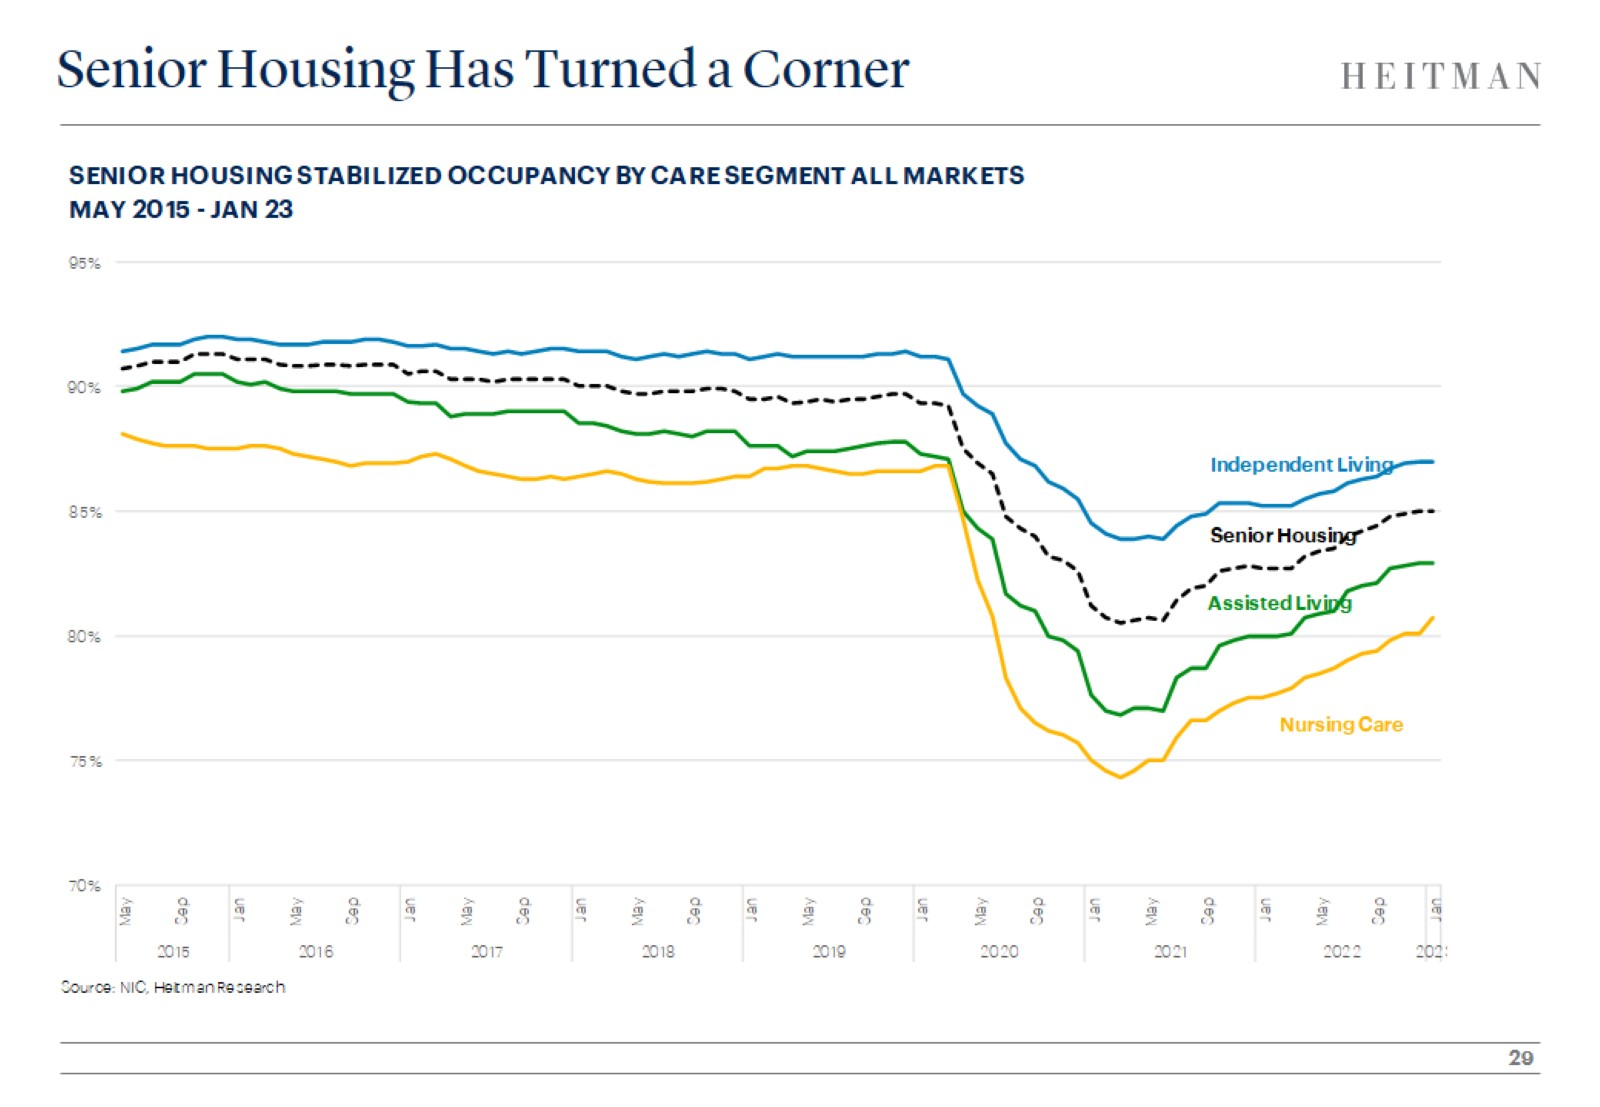 Senior Housing Has Turned a Corner
HEITMAN
SENIOR HOUSING STABILIZED OCCUPANCY BY CARE SEGMENT ALL MARKETS
MAY 2015 - JAN 23
95%
90%
85%
80%
75%
70%
Independent Living
Senior Housing
Assisted Living
Nursing Care
May Sep Jan May Sep Jan May Sep Jan May Sep Jan May Sep Jan May Sep Jan May Sep Jan May Sep Jan
2015 2016 2017 2018 2019 2020 2021 2022
Source: NIC, Heitman Research
29